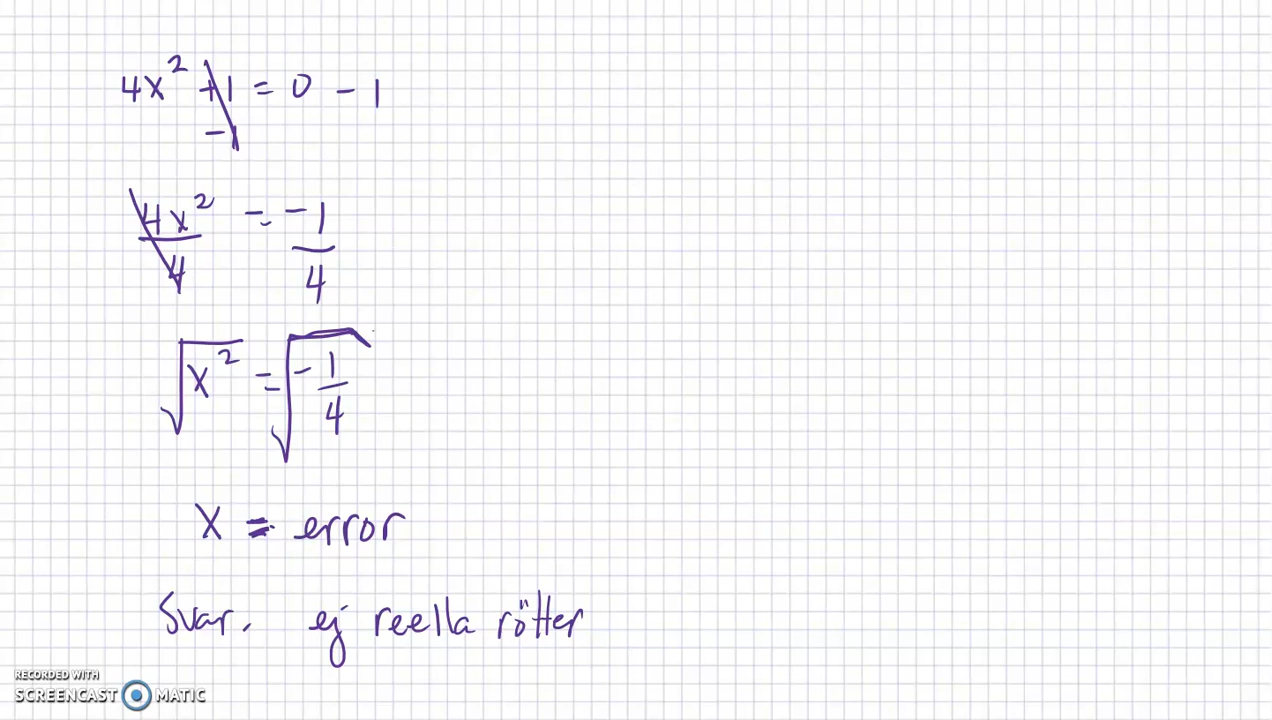 4x² + 1 = 0 - 1
- 1
4x² / 4 = -1 / 4
√x² = √-1/4
x = error
Svar. ej reella rötter
RECORDED WITH
SCREENCAST MATIC